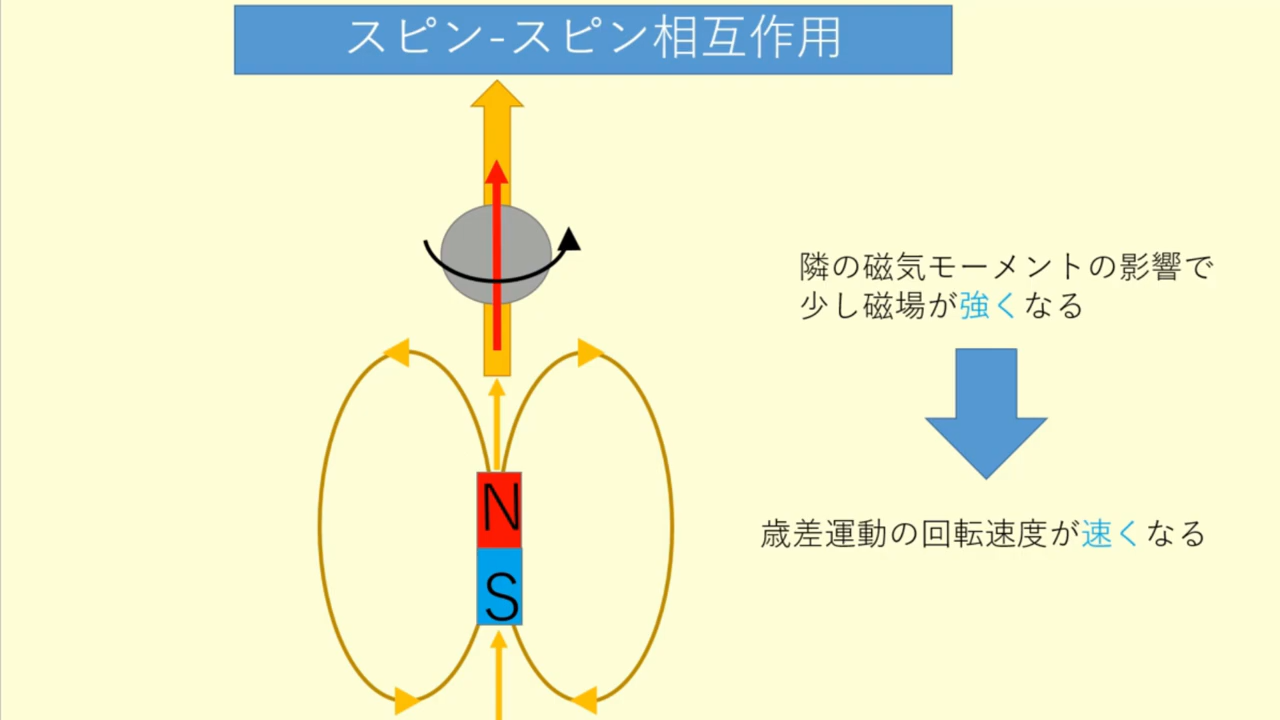 スピン-スピン相互作用
隣の磁気モーメントの影響で
少し磁場が強くなる
N
S
歳差運動の回転速度が速くなる